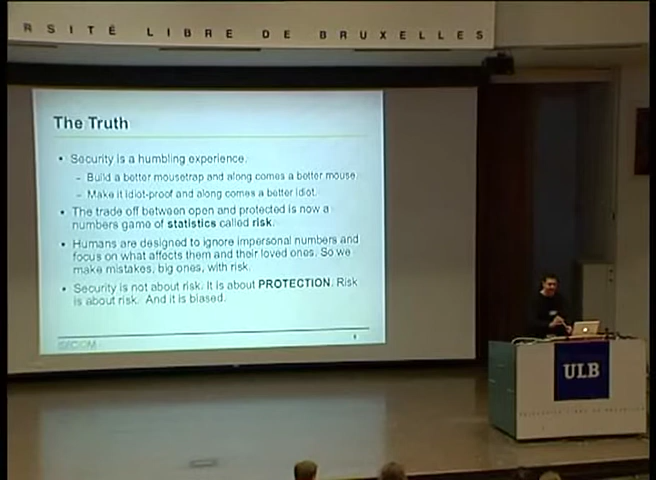 RSITÉ LIBRE DE BRUXELLES
The Truth
• Security is a humbling experience.
– Build a better mousetrap and along comes a better mouse.
– Make it idiot-proof and along comes a better idiot.
• The trade off between open and protected is now a
numbers game of statistics called risk.
• Humans are designed to ignore impersonal numbers and
focus on what affects them and their loved ones. So we
make mistakes, big ones, with risk.
• Security is not about risk. It is about PROTECTION. Risk
is about risk. And it is biased.
ULB